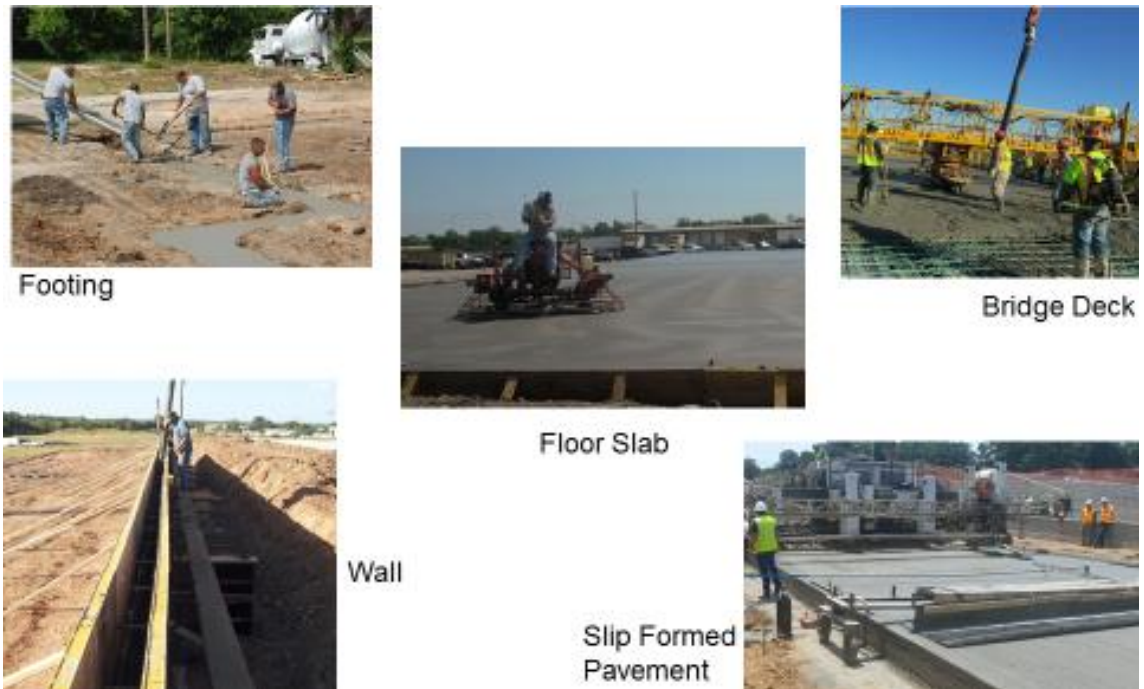 Footing
Bridge Deck
Floor Slab
Wall
Slip Formed
Pavement